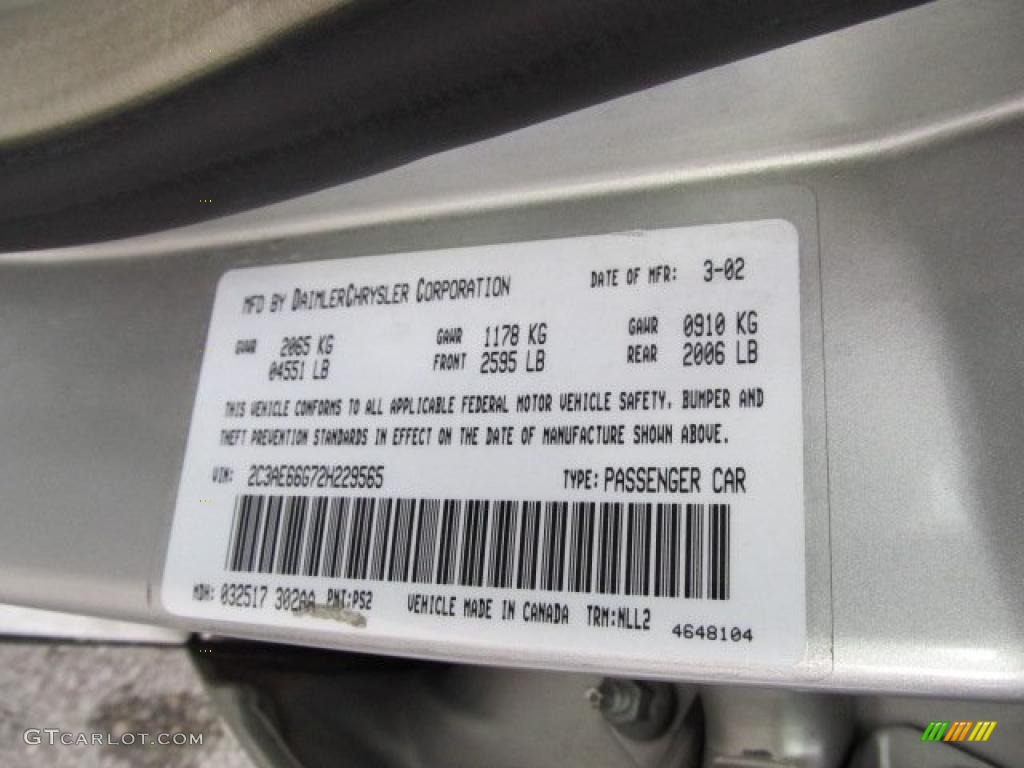 MFD BY DAIMLERCHRYSLER CORPORATION DATE OF MFR: 3-02
GVWR 2065 KG GAWR 1178 KG GAWR 0910 KG
04551 LB FRONT 2595 LB REAR 2006 LB
THIS VEHICLE CONFORMS TO ALL APPLICABLE FEDERAL MOTOR VEHICLE SAFETY, BUMPER AND
THEFT PREVENTION STANDARDS IN EFFECT ON THE DATE OF MANUFACTURE SHOWN ABOVE.
VIN: 2C3AE66G72H229565 TYPE: PASSENGER CAR
MDH: 032517 302AA PNT:PS2 VEHICLE MADE IN CANADA TRM:NLL2
4648104
GTCARLOT.COM